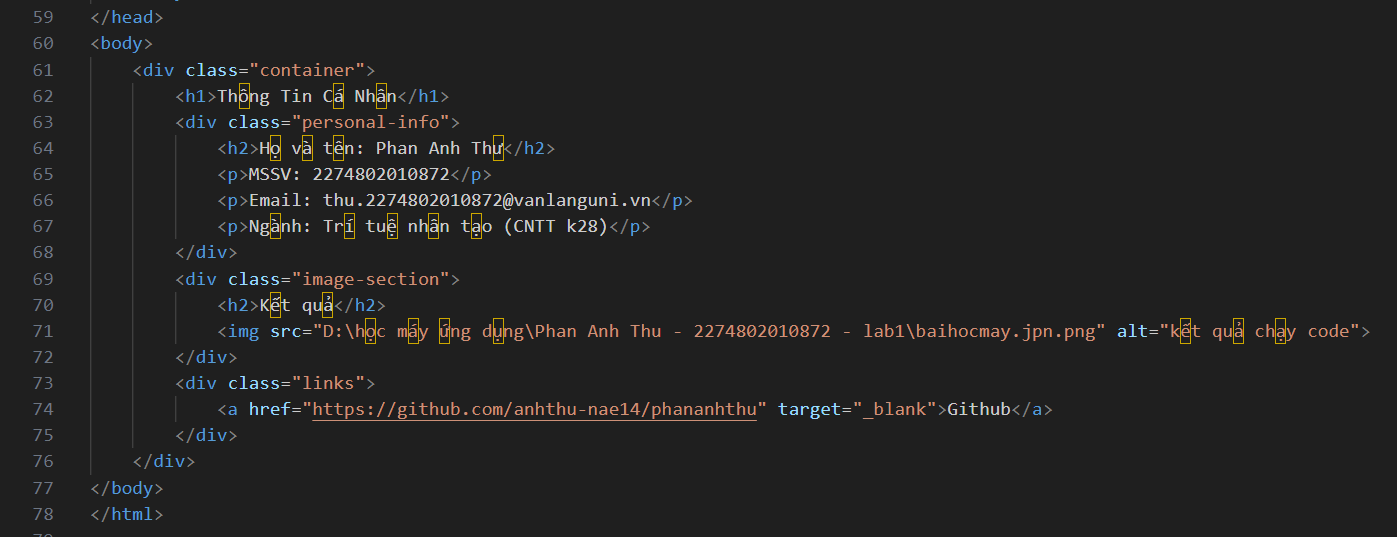 59 </head>
60 <body>
61 <div class="container">
62 <h1>Thông Tin Cá Nhân</h1>
63 <div class="personal-info">
64 <h2>Họ và tên: Phan Anh Thư</h2>
65 <p>MSSV: 2274802010872</p>
66 <p>Email: thu.2274802010872@vanlanguni.vn</p>
67 <p>Ngành: Trí tuệ nhân tạo (CNTT k28)</p>
68 </div>
69 <div class="image-section">
70 <h2>Kết quả</h2>
71 <img src="D:\học máy ứng dụng\Phan Anh Thu - 2274802010872 - lab1\baihocmay.jpn.png" alt="kết quả chạy code">
72 </div>
73 <div class="links">
74 <a href="https://github.com/anhthu-nae14/phananhthu" target="_blank">Github</a>
75 </div>
76 </div>
77 </body>
78 </html>